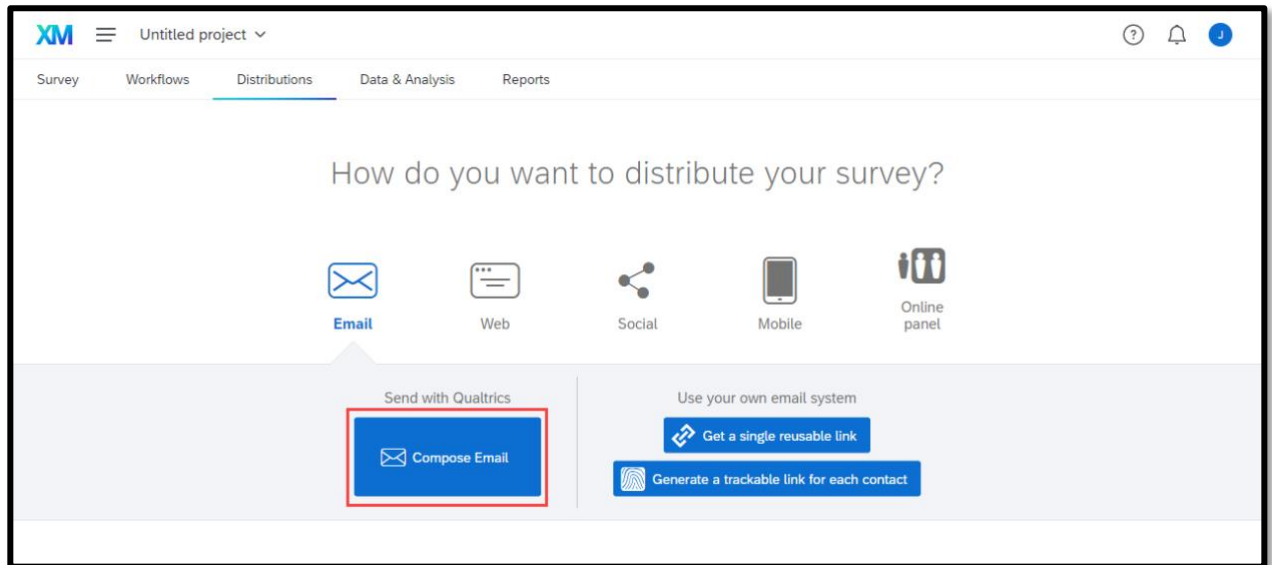 XM Untitled project
?
J
Survey Workflows Distributions Data & Analysis Reports
How do you want to distribute your survey?
Email Web Social Mobile Online
panel
Send with Qualtrics Use your own email system
Compose Email
Get a single reusable link
Generate a trackable link for each contact